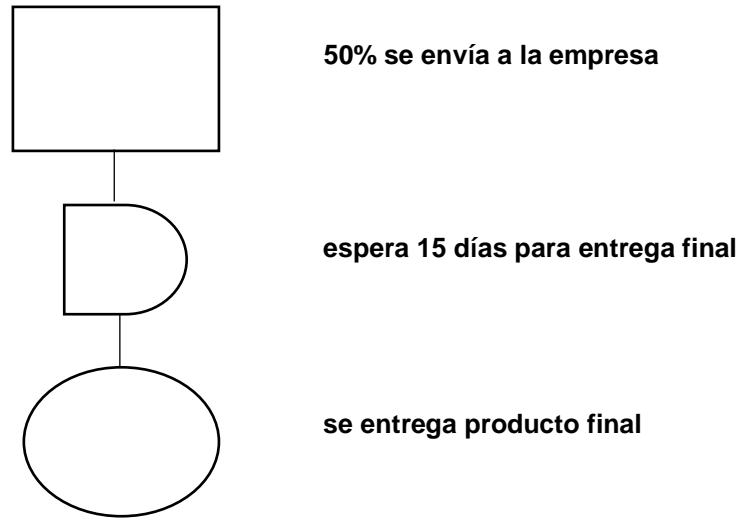 50% se envía a la empresa
espera 15 días para entrega final
se entrega producto final